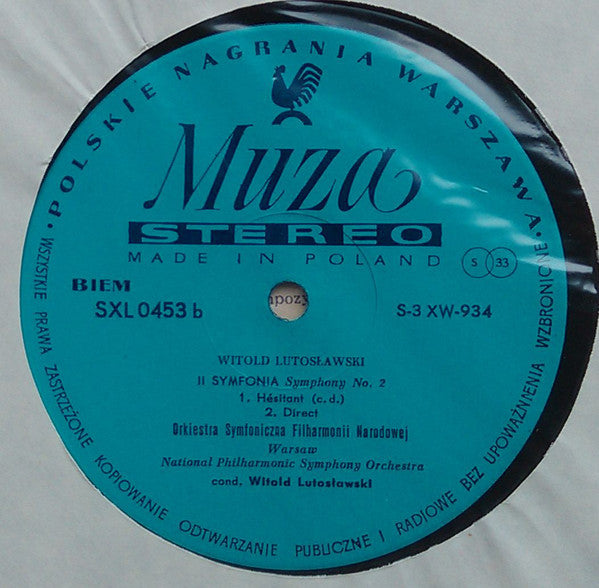 • POLSKIE NAGRANIA WARSZAWA •
Muza
STEREO
MADE IN POLAND
S 33
BIEM
SXL 0453 b
S-3 XW-934
WITOLD LUTOSŁAWSKI
II SYMFONIA Symphony No. 2
1. Hésitant (c. d.)
2. Direct
Orkiestra Symfoniczna Filharmonii Narodowej
Warsaw
National Philharmonic Symphony Orchestra
cond. Witold Lutosławski
WSZYSTKIE PRAWA ZASTRZEŻONE KOPIOWANIE ODTWARZANIE PUBLICZNE I RADIOWE BEZ UPOWAŻNIENIA WZBRONIONE